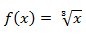 f(x) = ∛x